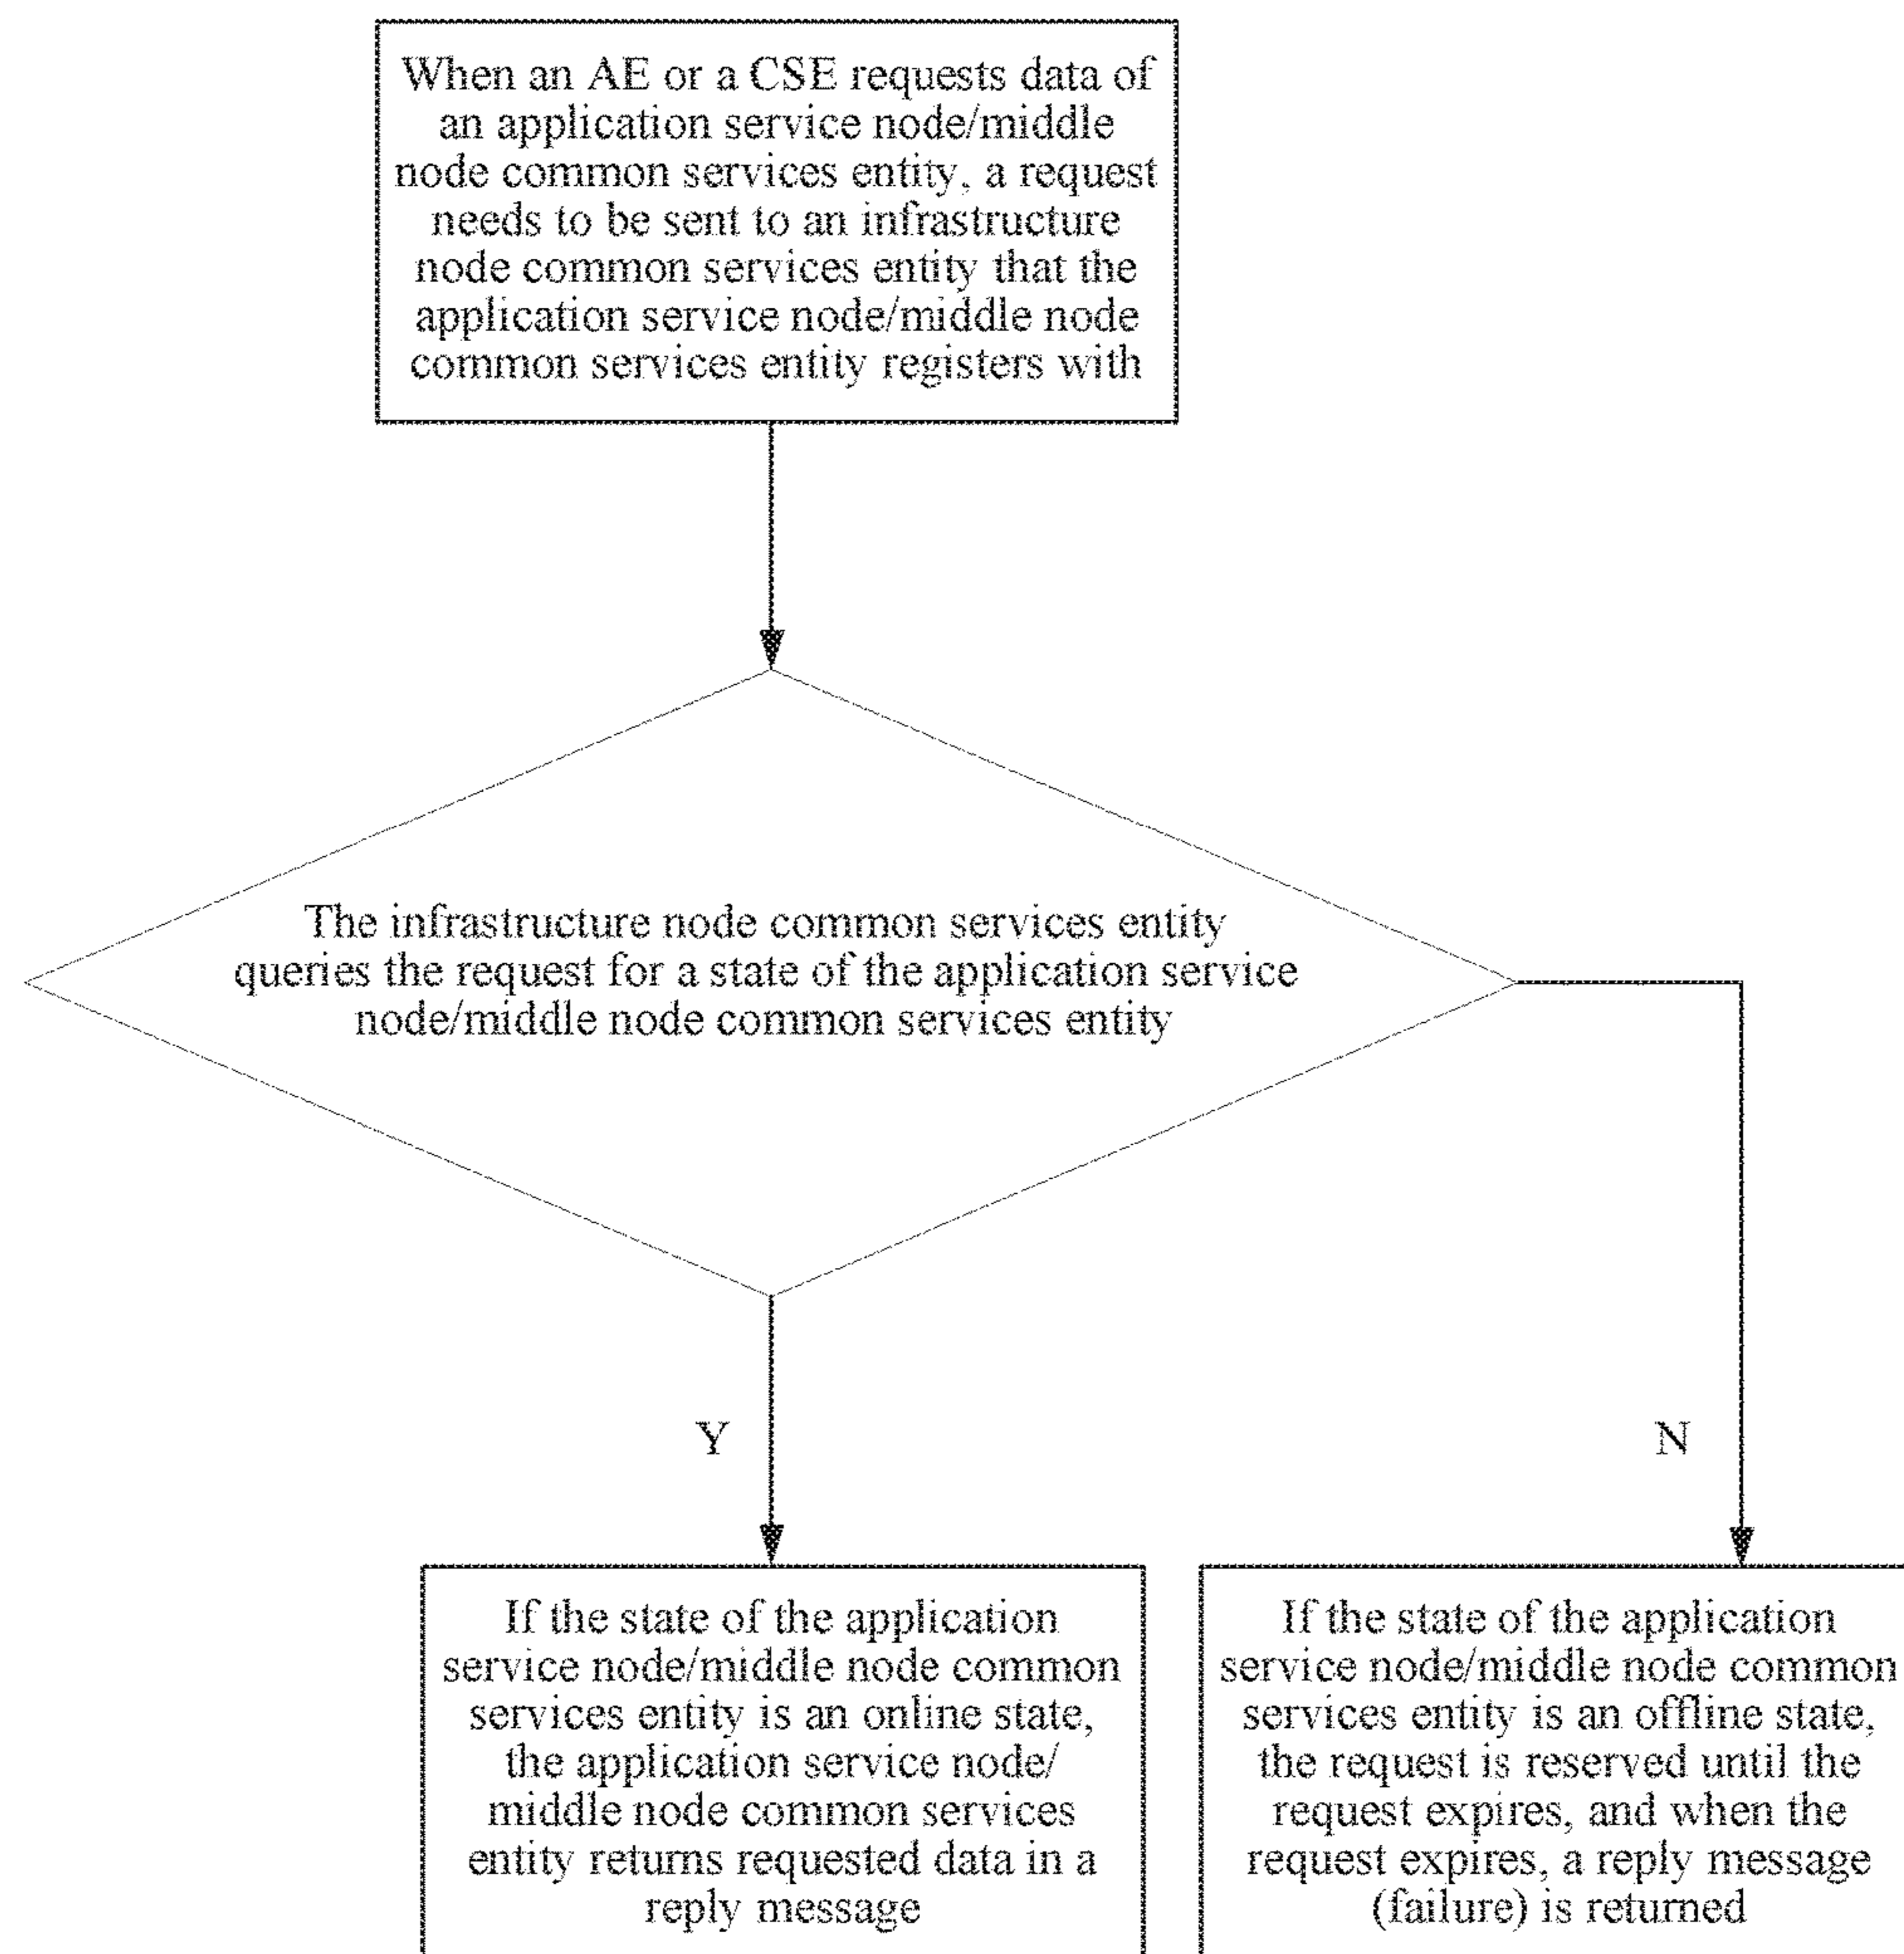 When an AE or a CSE requests data of
an application service node/middle
node common services entity, a request
needs to be sent to an infrastructure
node common services entity that the
application service node/middle node
common services entity registers with
The infrastructure node common services entity
queries the request for a state of the application service
node/middle node common services entity
Y
N
If the state of the application
service node/middle node common
services entity is an online state,
the application service node/
middle node common services
entity returns requested data in a
reply message
If the state of the application
service node/middle node common
services entity is an offline state,
the request is reserved until the
request expires, and when the
request expires, a reply message
(failure) is returned